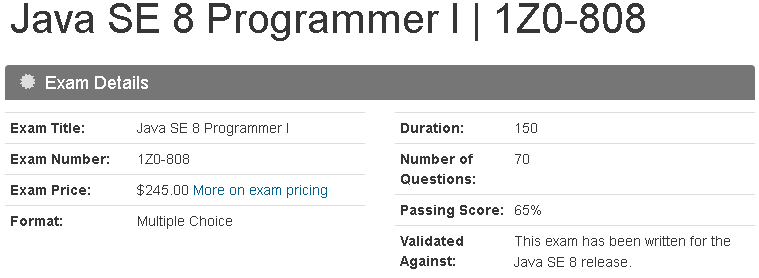 Java SE 8 Programmer I | 1Z0-808
Exam Details
Exam Title: Java SE 8 Programmer I
Exam Number: 1Z0-808
Exam Price: $245.00 More on exam pricing
Format: Multiple Choice
Duration: 150
Number of 70
Questions:
Passing Score: 65%
Validated This exam has been written for the
Against: Java SE 8 release.